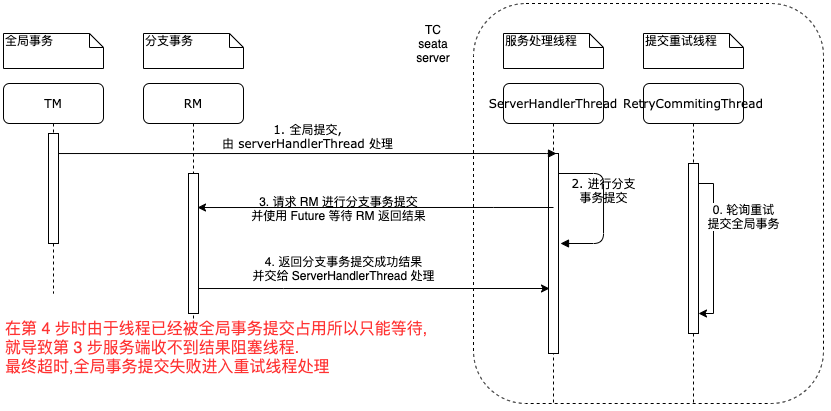 TC
seata
server
全局事务
分支事务
服务处理线程
提交重试线程
TM
RM
ServerHandlerThread
RetryCommitingThread
1. 全局提交,
由 serverHandlerThread 处理
2. 进行分支
事务提交
3. 请求 RM 进行分支事务提交
并使用 Future 等待 RM 返回结果
0. 轮询重试
提交全局事务
4. 返回分支事务提交成功结果
并交给 ServerHandlerThread 处理
在第 4 步时由于线程已经被全局事务提交占用所以只能等待,
就导致第 3 步服务端收不到结果阻塞线程.
最终超时,全局事务提交失败进入重试线程处理